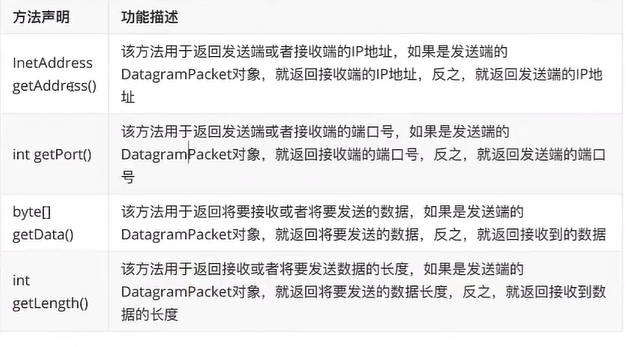 方法声明
功能描述
InetAddress
getAddress()
该方法用于返回发送端或者接收端的IP地址，如果是发送端的
DatagramPacket对象，就返回接收端的IP地址，反之，就返回发送端的IP地
址
int getPort()
该方法用于返回发送端或者接收端的端口号，如果是发送端的
DatagramPacket对象，就返回接收端的端口号，反之，就返回发送端的端口
号
byte[]
getData()
该方法用于返回将要接收或者将要发送的数据，如果是发送端的
DatagramPacket对象，就返回将要发送的数据，反之，就返回接收到的数据
int
getLength()
该方法用于返回接收或者将要发送数据的长度，如果是发送端的
DatagramPacket对象，就返回将要发送的数据长度，反之，就返回接收到数
据的长度